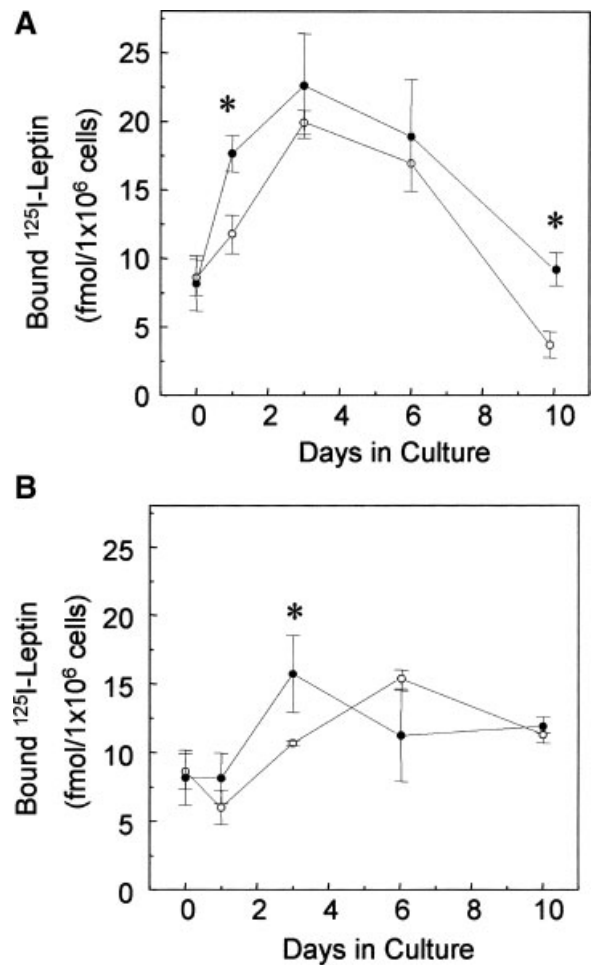 A
Bound ¹²⁵I-Leptin
(fmol/1x10⁶ cells)
25
20
15
10
5
0
*
*
0 2 4 6 8 10
Days in Culture
B
Bound ¹²⁵I-Leptin
(fmol/1x10⁶ cells)
25
20
15
10
5
0
*
0 2 4 6 8 10
Days in Culture